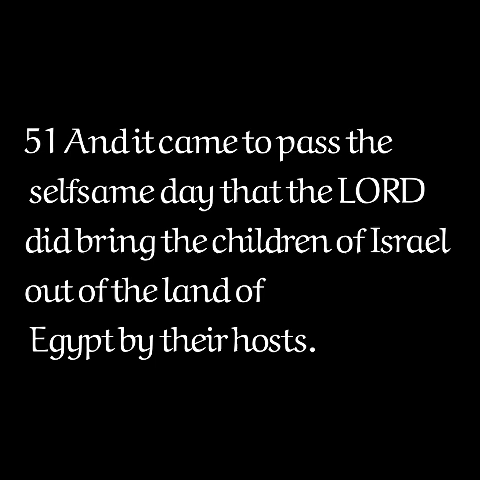 51 And it came to pass the
selfsame day that the LORD
did bring the children of Israel
out of the land of
Egypt by their hosts.